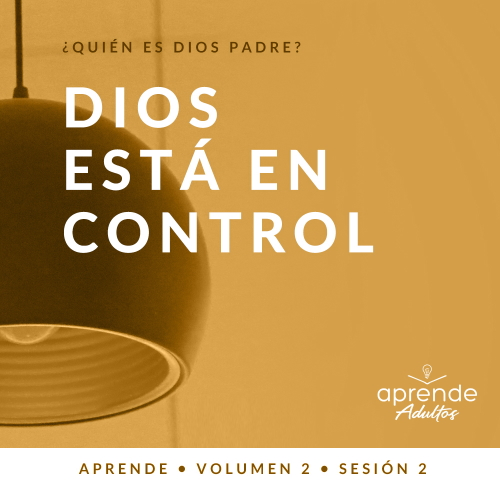 ¿QUIÉN ES DIOS PADRE?
DIOS
ESTÁ EN
CONTROL
aprende
Adultos
APRENDE • VOLUMEN 2 • SESIÓN 2